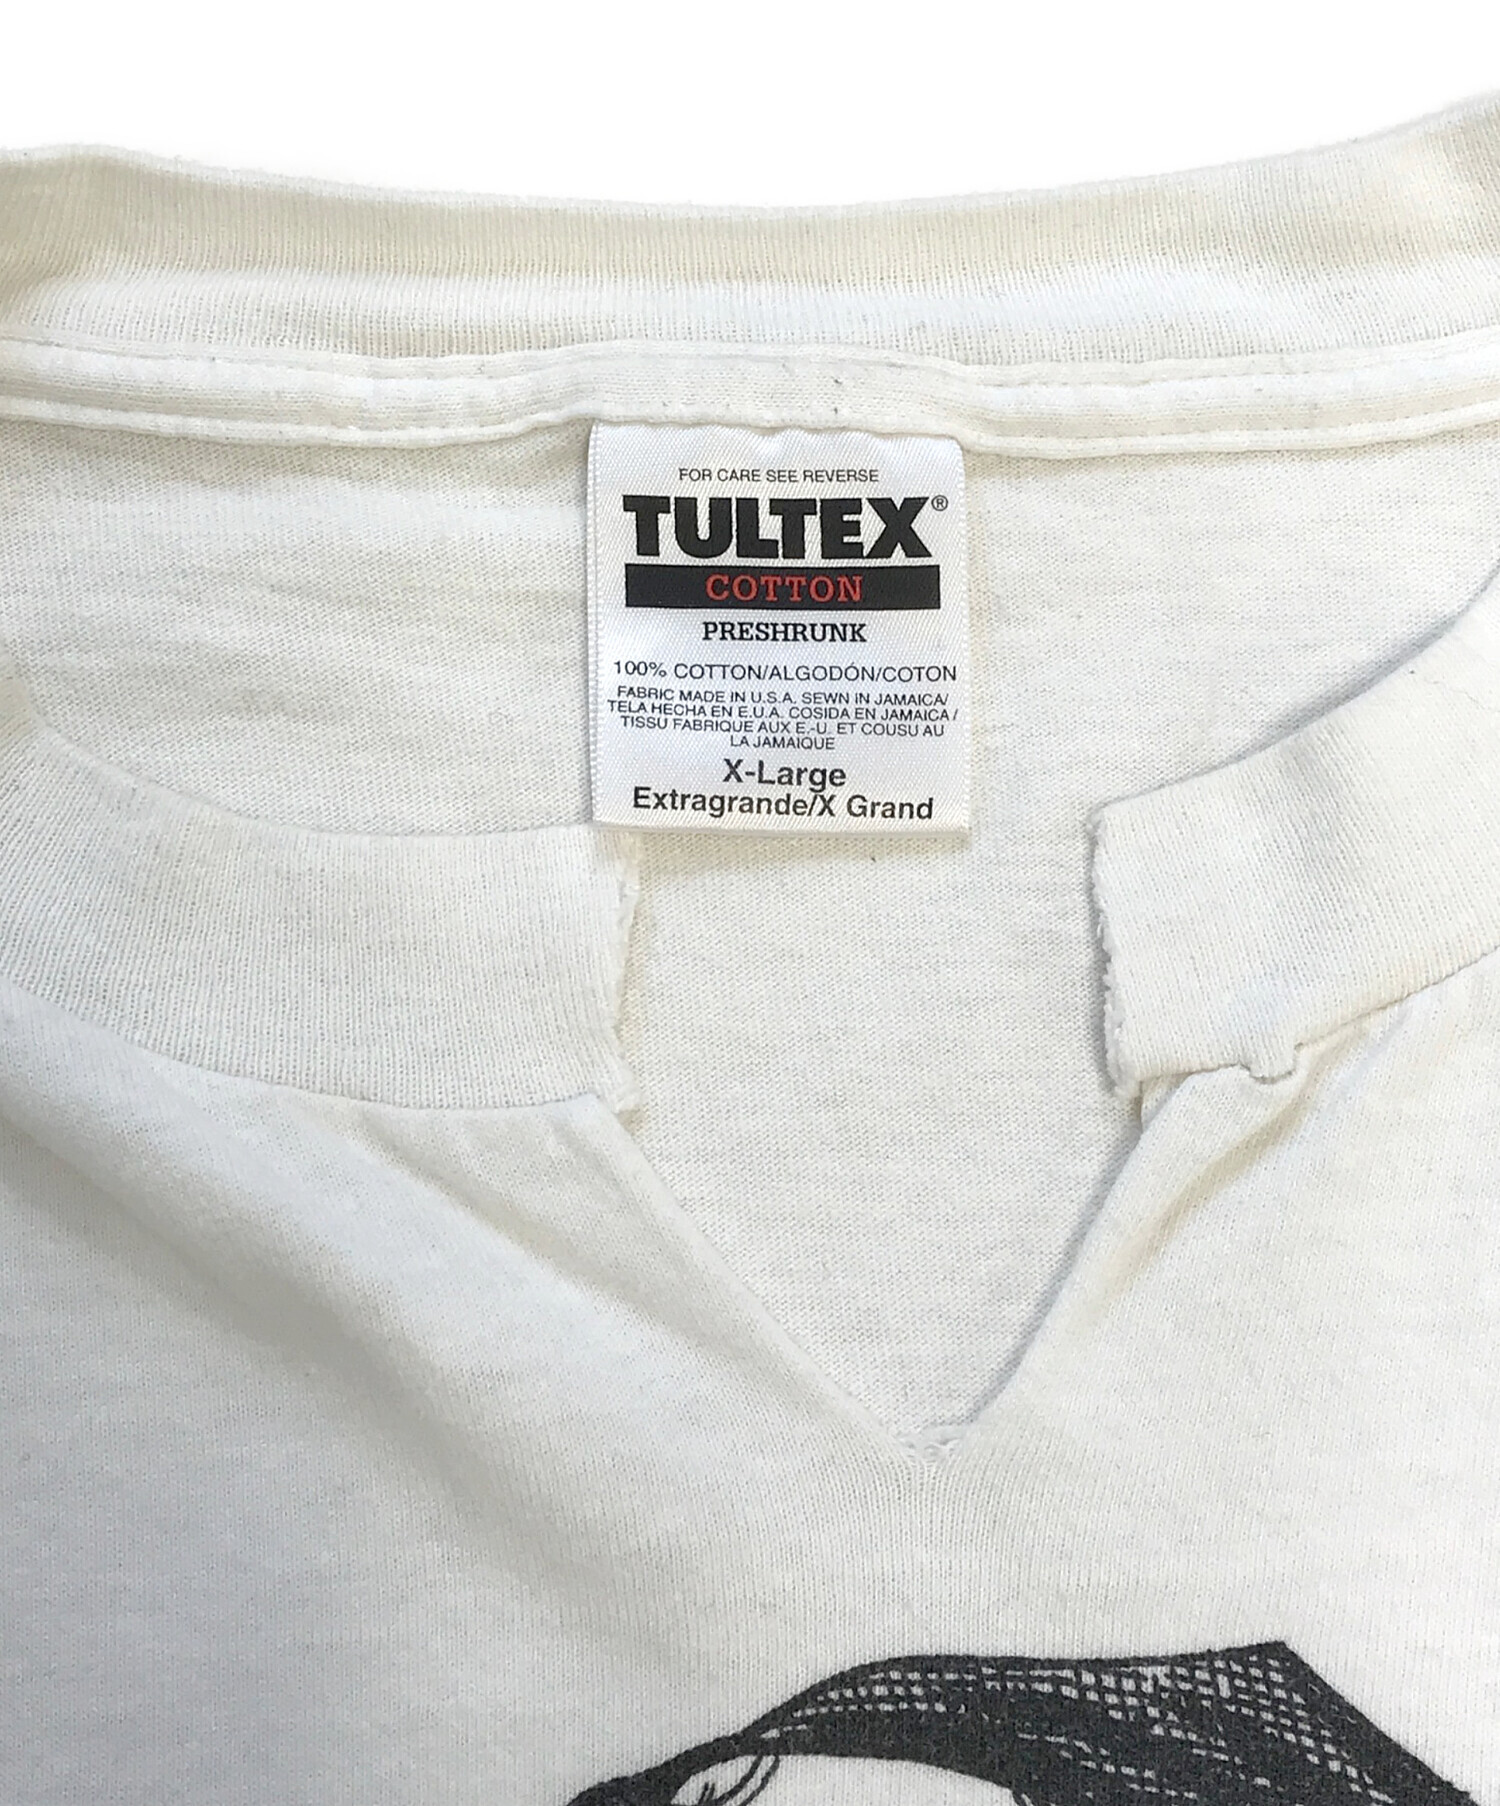 FOR CARE SEE REVERSE
TULTEX®
COTTON
PRESHRUNK
100% COTTON/ALGODÓN/COTON
FABRIC MADE IN U.S.A. SEWN IN JAMAICA/
TELA HECHA EN E.U.A. COSIDA EN JAMAICA /
TISSU FABRIQUE AUX E.-U. ET COUSU AU
LA JAMAIQUE
X-Large
Extragrande/X Grand